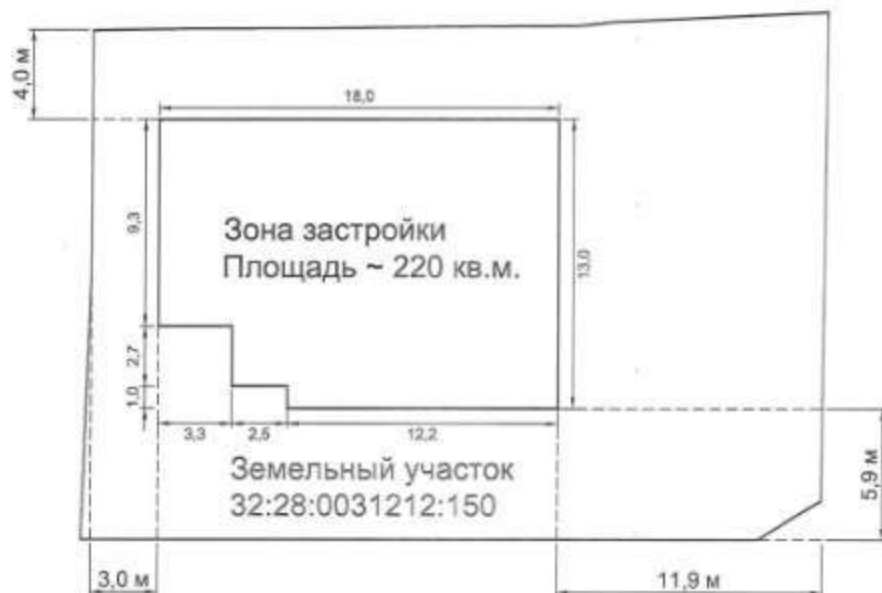 4,0 м
18,0
9,3
Зона застройки
Площадь ~ 220 кв.м.
13,0
2,7
1,0
3,3
2,5
12,2
Земельный участок
32:28:0031212:150
5,9 м
3,0 м
11,9 м